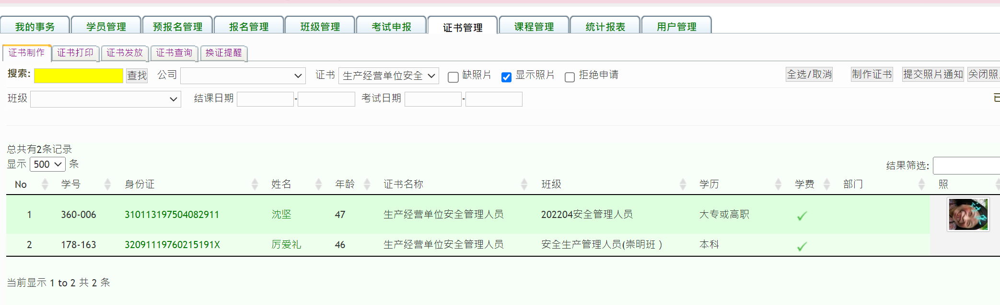 我的事务 学员管理 预报名管理 报名管理 班级管理 考试申报 证书管理 课程管理 统计报表 用户管理
证书制作 证书打印 证书发放 证书查询 换证提醒
搜索: 查找 公司 证书 生产经营单位安全 缺照片 显示照片 拒绝申请 全选/取消 制作证书 提交照片通知 关闭照
班级 结课日期 - 考试日期 -
总共有2条记录
显示 500 条 结果筛选:
No 学号 身份证 姓名 年龄 证书名称 班级 学历 学费 部门 照
1 360-006 310113197504082911 沈坚 47 生产经营单位安全管理人员 202204安全管理人员 大专或高职
2 178-163 32091119760215191X 厉爱礼 46 生产经营单位安全管理人员 安全生产管理人员(崇明班 ) 本科
当前显示 1 to 2 共 2 条